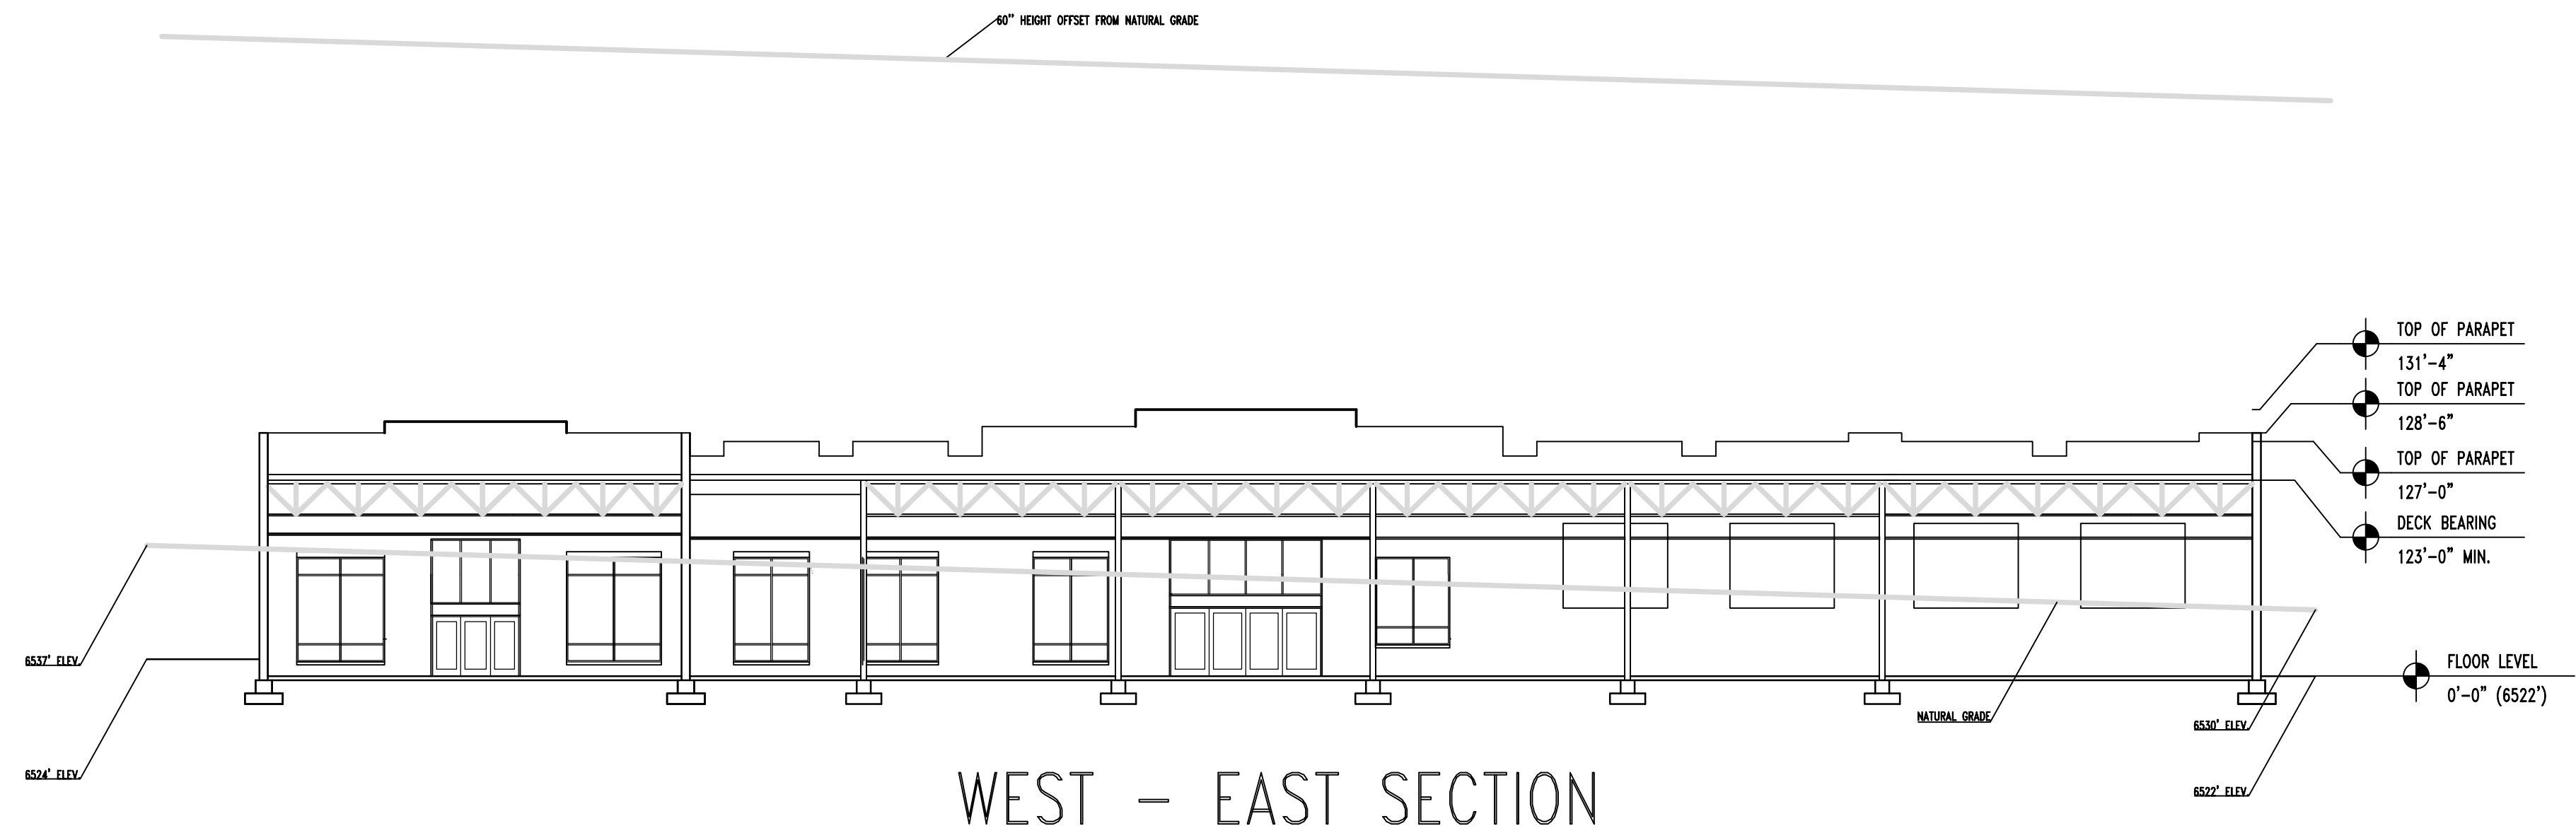 60" HEIGHT OFFSET FROM NATURAL GRADE
TOP OF PARAPET
131'-4"
TOP OF PARAPET
128'-6"
TOP OF PARAPET
127'-0"
DECK BEARING
123'-0" MIN.
6537' ELEV.
FLOOR LEVEL
0'-0" (6522')
NATURAL GRADE
6530' ELEV.
6524' ELEV.
6522' ELEV.
WEST - EAST SECTION